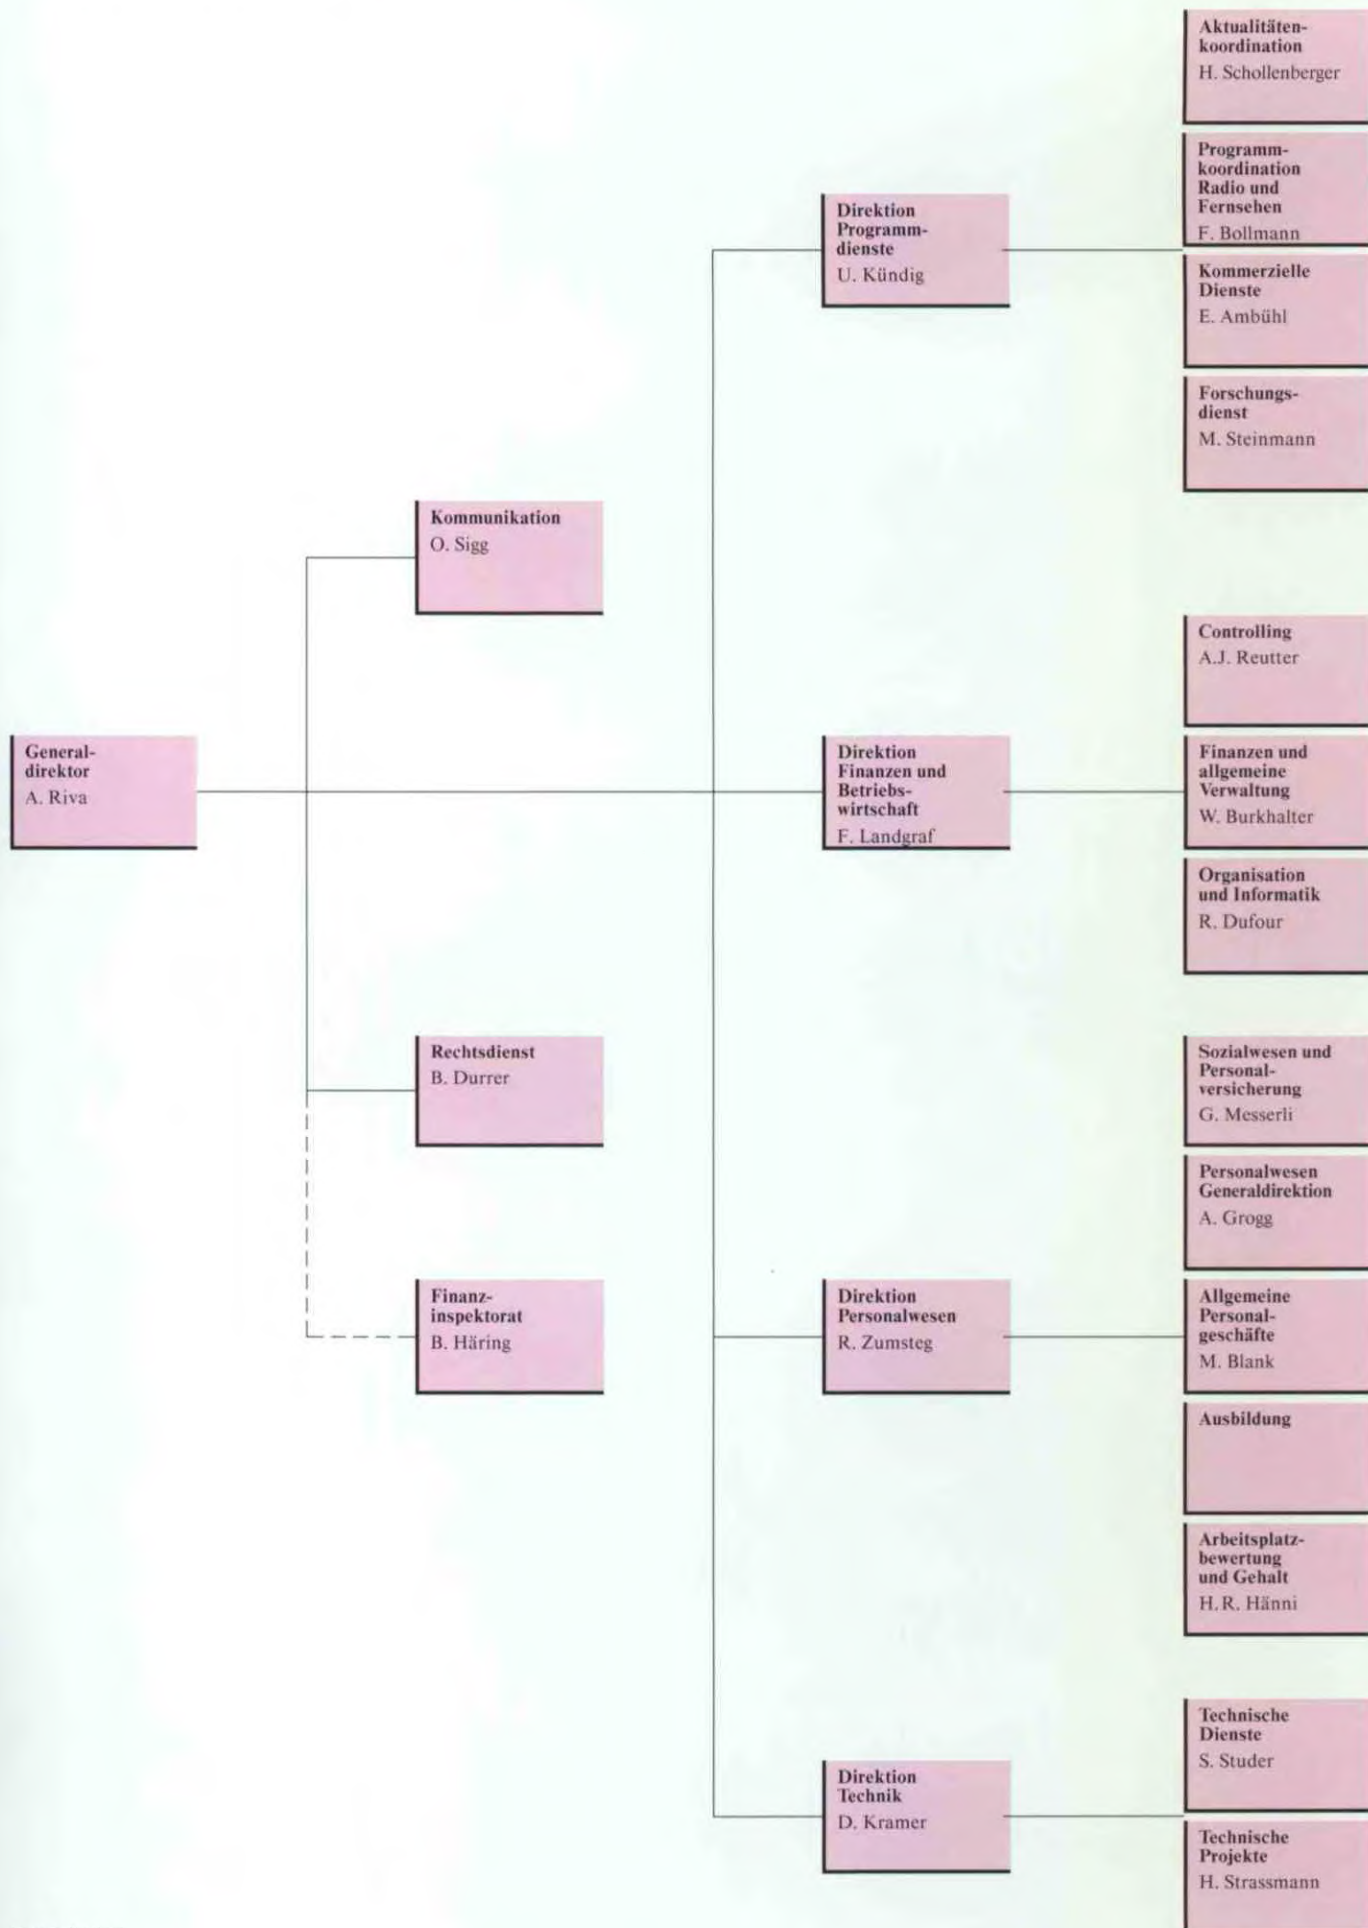 Aktualitäten-
koordination
H. Schollenberger
Programm-
koordination
Radio und
Fernsehen
F. Bollmann
Direktion
Programm-
dienste
U. Kündig
Kommerzielle
Dienste
E. Ambühl
Forschungs-
dienst
M. Steinmann
Kommunikation
O. Sigg
Controlling
A.J. Reutter
General-
direktor
A. Riva
Direktion
Finanzen und
Betriebs-
wirtschaft
F. Landgraf
Finanzen und
allgemeine
Verwaltung
W. Burkhalter
Organisation
und Informatik
R. Dufour
Rechtsdienst
B. Durrer
Sozialwesen und
Personal-
versicherung
G. Messerli
Personalwesen
Generaldirektion
A. Grogg
Finanz-
inspektorat
B. Häring
Direktion
Personalwesen
R. Zumsteg
Allgemeine
Personal-
geschäfte
M. Blank
Ausbildung
Arbeitsplatz-
bewertung
und Gehalt
H.R. Hänni
Technische
Dienste
S. Studer
Direktion
Technik
D. Kramer
Technische
Projekte
H. Strassmann